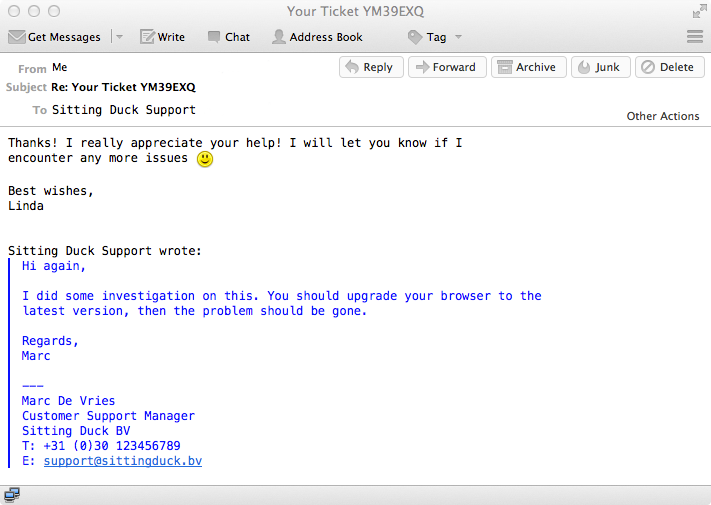 Your Ticket YM39EXQ
Get Messages Write Chat Address Book Tag
From Me Reply Forward Archive Junk Delete
Subject Re: Your Ticket YM39EXQ
To Sitting Duck Support
Other Actions
Thanks! I really appreciate your help! I will let you know if I
encounter any more issues
Best wishes,
Linda
Sitting Duck Support wrote:
Hi again,
I did some investigation on this. You should upgrade your browser to the
latest version, then the problem should be gone.
Regards,
Marc
---
Marc De Vries
Customer Support Manager
Sitting Duck BV
T: +31 (0)30 123456789
E: support@sittingduck.bv